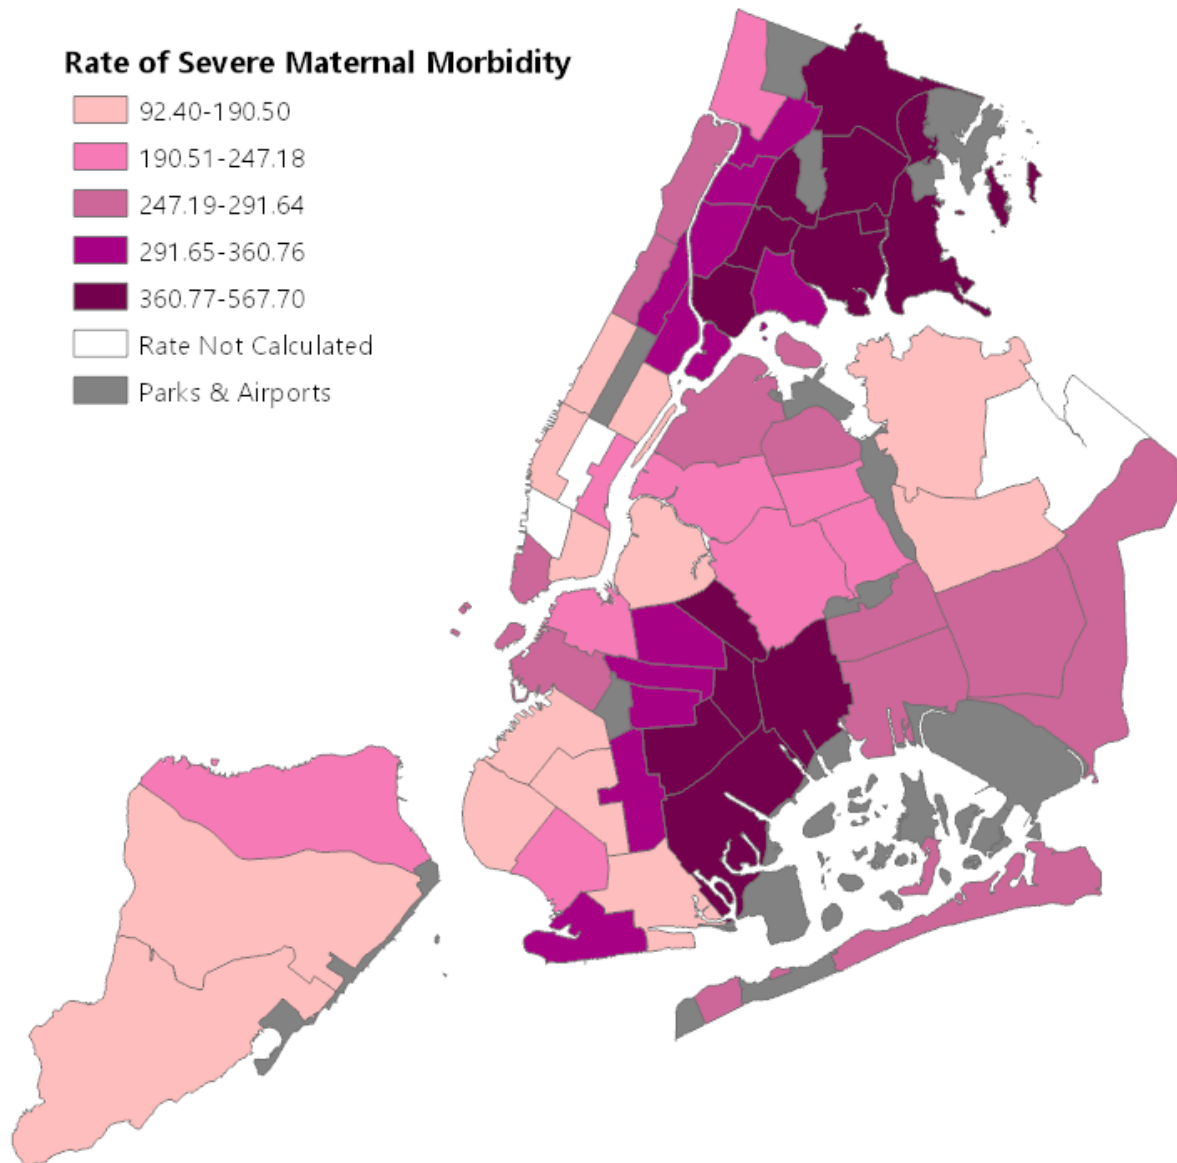 Rate of Severe Maternal Morbidity
92.40-190.50
190.51-247.18
247.19-291.64
291.65-360.76
360.77-567.70
Rate Not Calculated
Parks & Airports